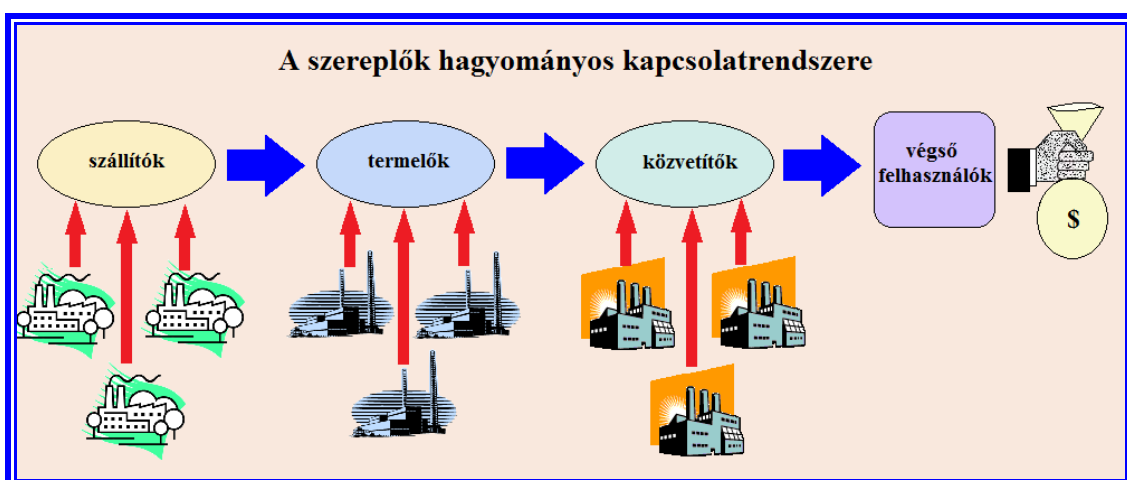 A szereplők hagyományos kapcsolatrendszere
szállítók
termelők
közvetítők
végső
felhasználók
$